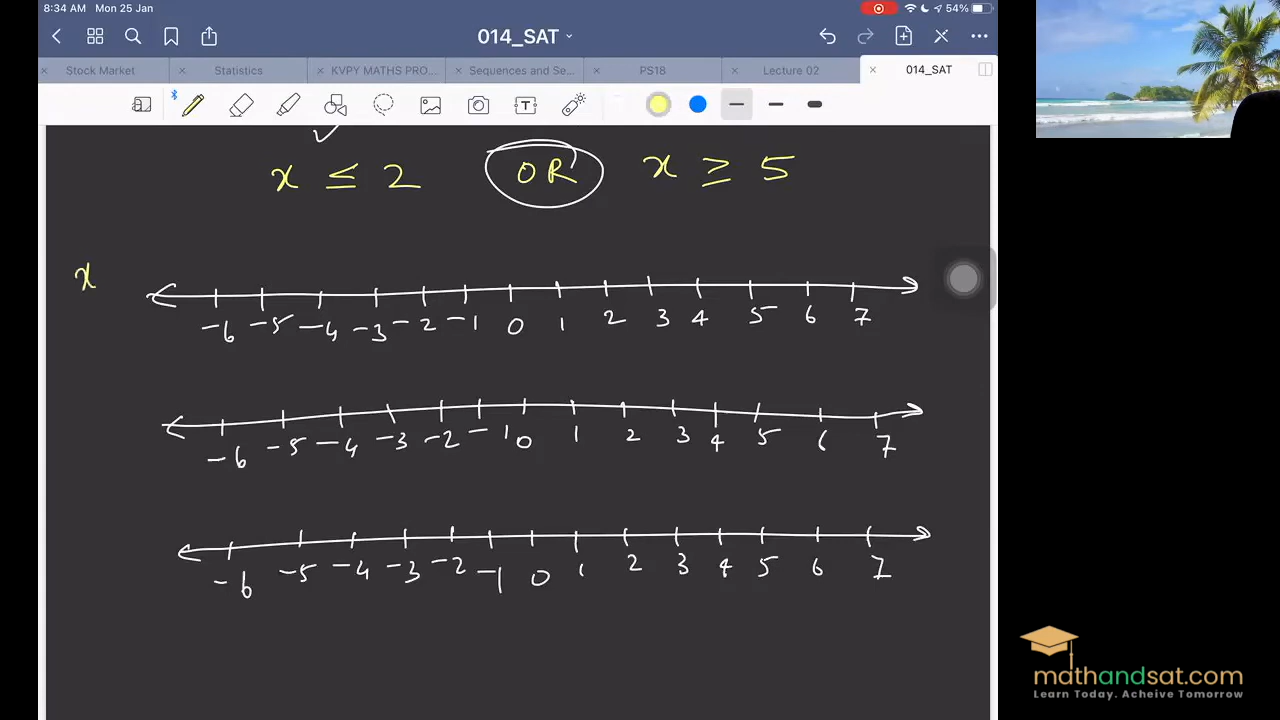 8:34 AM Mon 25 Jan
54%
014_SAT
Stock Market
Statistics
KVPY MATHS PRO...
Sequences and Se...
PS18
Lecture 02
014_SAT
T
x ≤ 2 OR x ≥ 5
x
-6 -5 -4 -3 -2 -1 0 1 2 3 4 5 6 7
-6 -5 -4 -3 -2 -1 0 1 2 3 4 5 6 7
-6 -5 -4 -3 -2 -1 0 1 2 3 4 5 6 7
mathandsat.com
Learn Today. Acheive Tomorrow